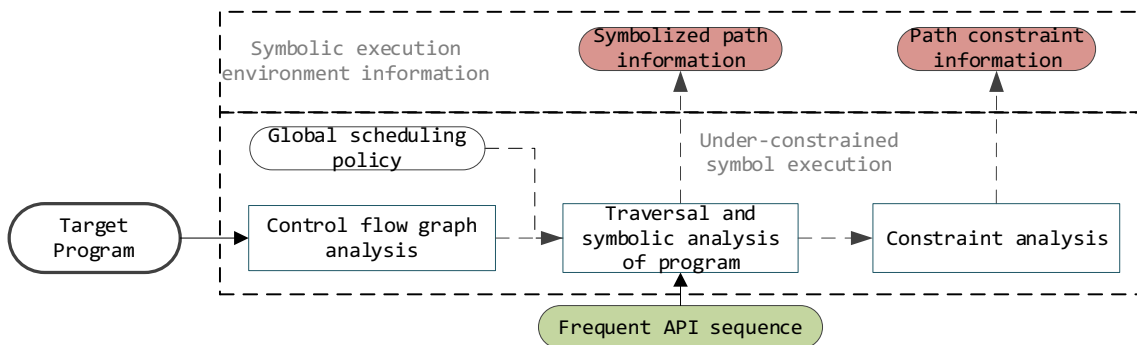 Symbolic execution
environment information
Symbolized path
information
Path constraint
information
Global scheduling
policy
Under-constrained
symbol execution
Target
Program
Control flow graph
analysis
Traversal and
symbolic analysis
of program
Constraint analysis
Frequent API sequence